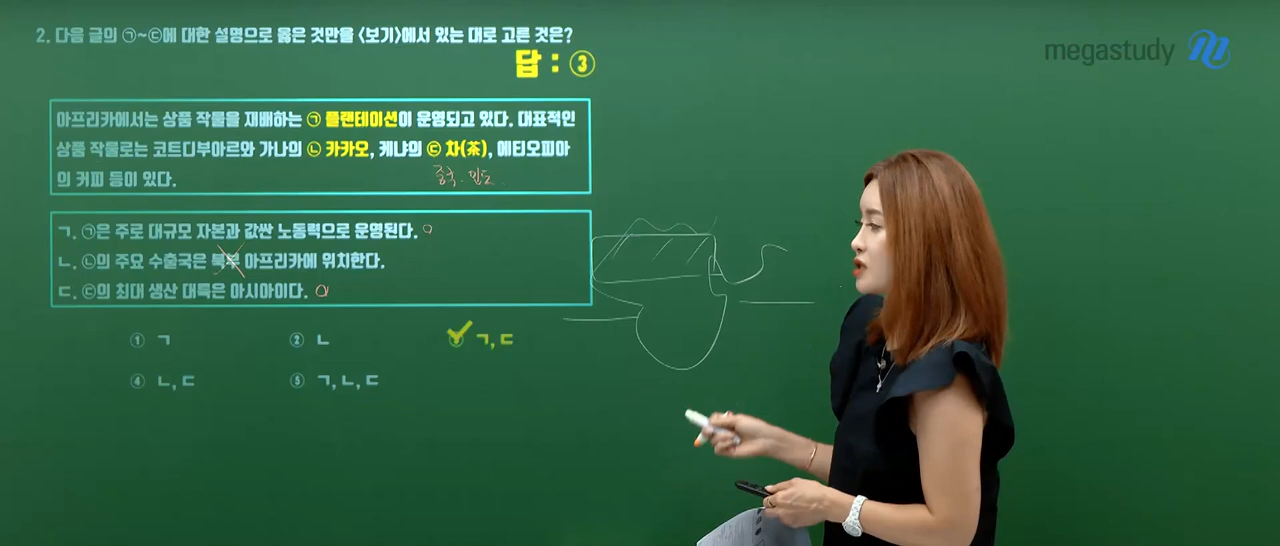 2. 다음 글의 ㉠~㉢에 대한 설명으로 옳은 것만을 <보기>에서 있는 대로 고른 것은?
megastudy
답 : ③
아프리카에서는 상품 작물을 재배하는 ㉠ 플랜테이션이 운영되고 있다. 대표적인
상품 작물로는 코트디부아르와 가나의 ㉡ 카카오, 케냐의 ㉢ 차(茶), 에티오피아
의 커피 등이 있다.
중국. 인도
ㄱ. ㉠은 주로 대규모 자본과 값싼 노동력으로 운영된다.
ㄴ. ㉡의 주요 수출국은 북부 아프리카에 위치한다.
ㄷ. ㉢의 최대 생산 대륙은 아시아이다.
① ㄱ ② ㄴ ③ ㄱ, ㄷ
④ ㄴ, ㄷ ⑤ ㄱ, ㄴ, ㄷ